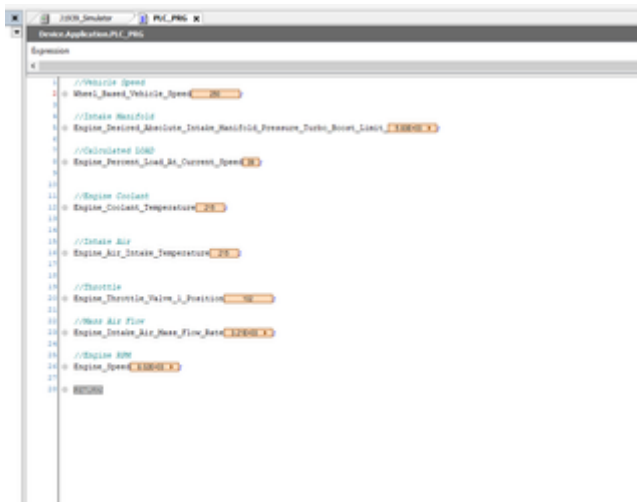 J1939_Simulator PLC_PRG
Device.Application.PLC_PRG
Expression
//Vehicle Speed
Wheel_Based_Vehicle_Speed
//Intake Manifold
Engine_Desired_Absolute_Intake_Manifold_Pressure_Turbo_Boost_Limit_
//Calculated LOAD
Engine_Percent_Load_At_Current_Speed
//Engine Coolant
Engine_Coolant_Temperature
//Intake Air
Engine_Air_Intake_Temperature
//Throttle
Engine_Throttle_Valve_1_Position
//Mass Air Flow
Engine_Intake_Air_Mass_Flow_Rate
//Engine RPM
Engine_Speed
RETURN